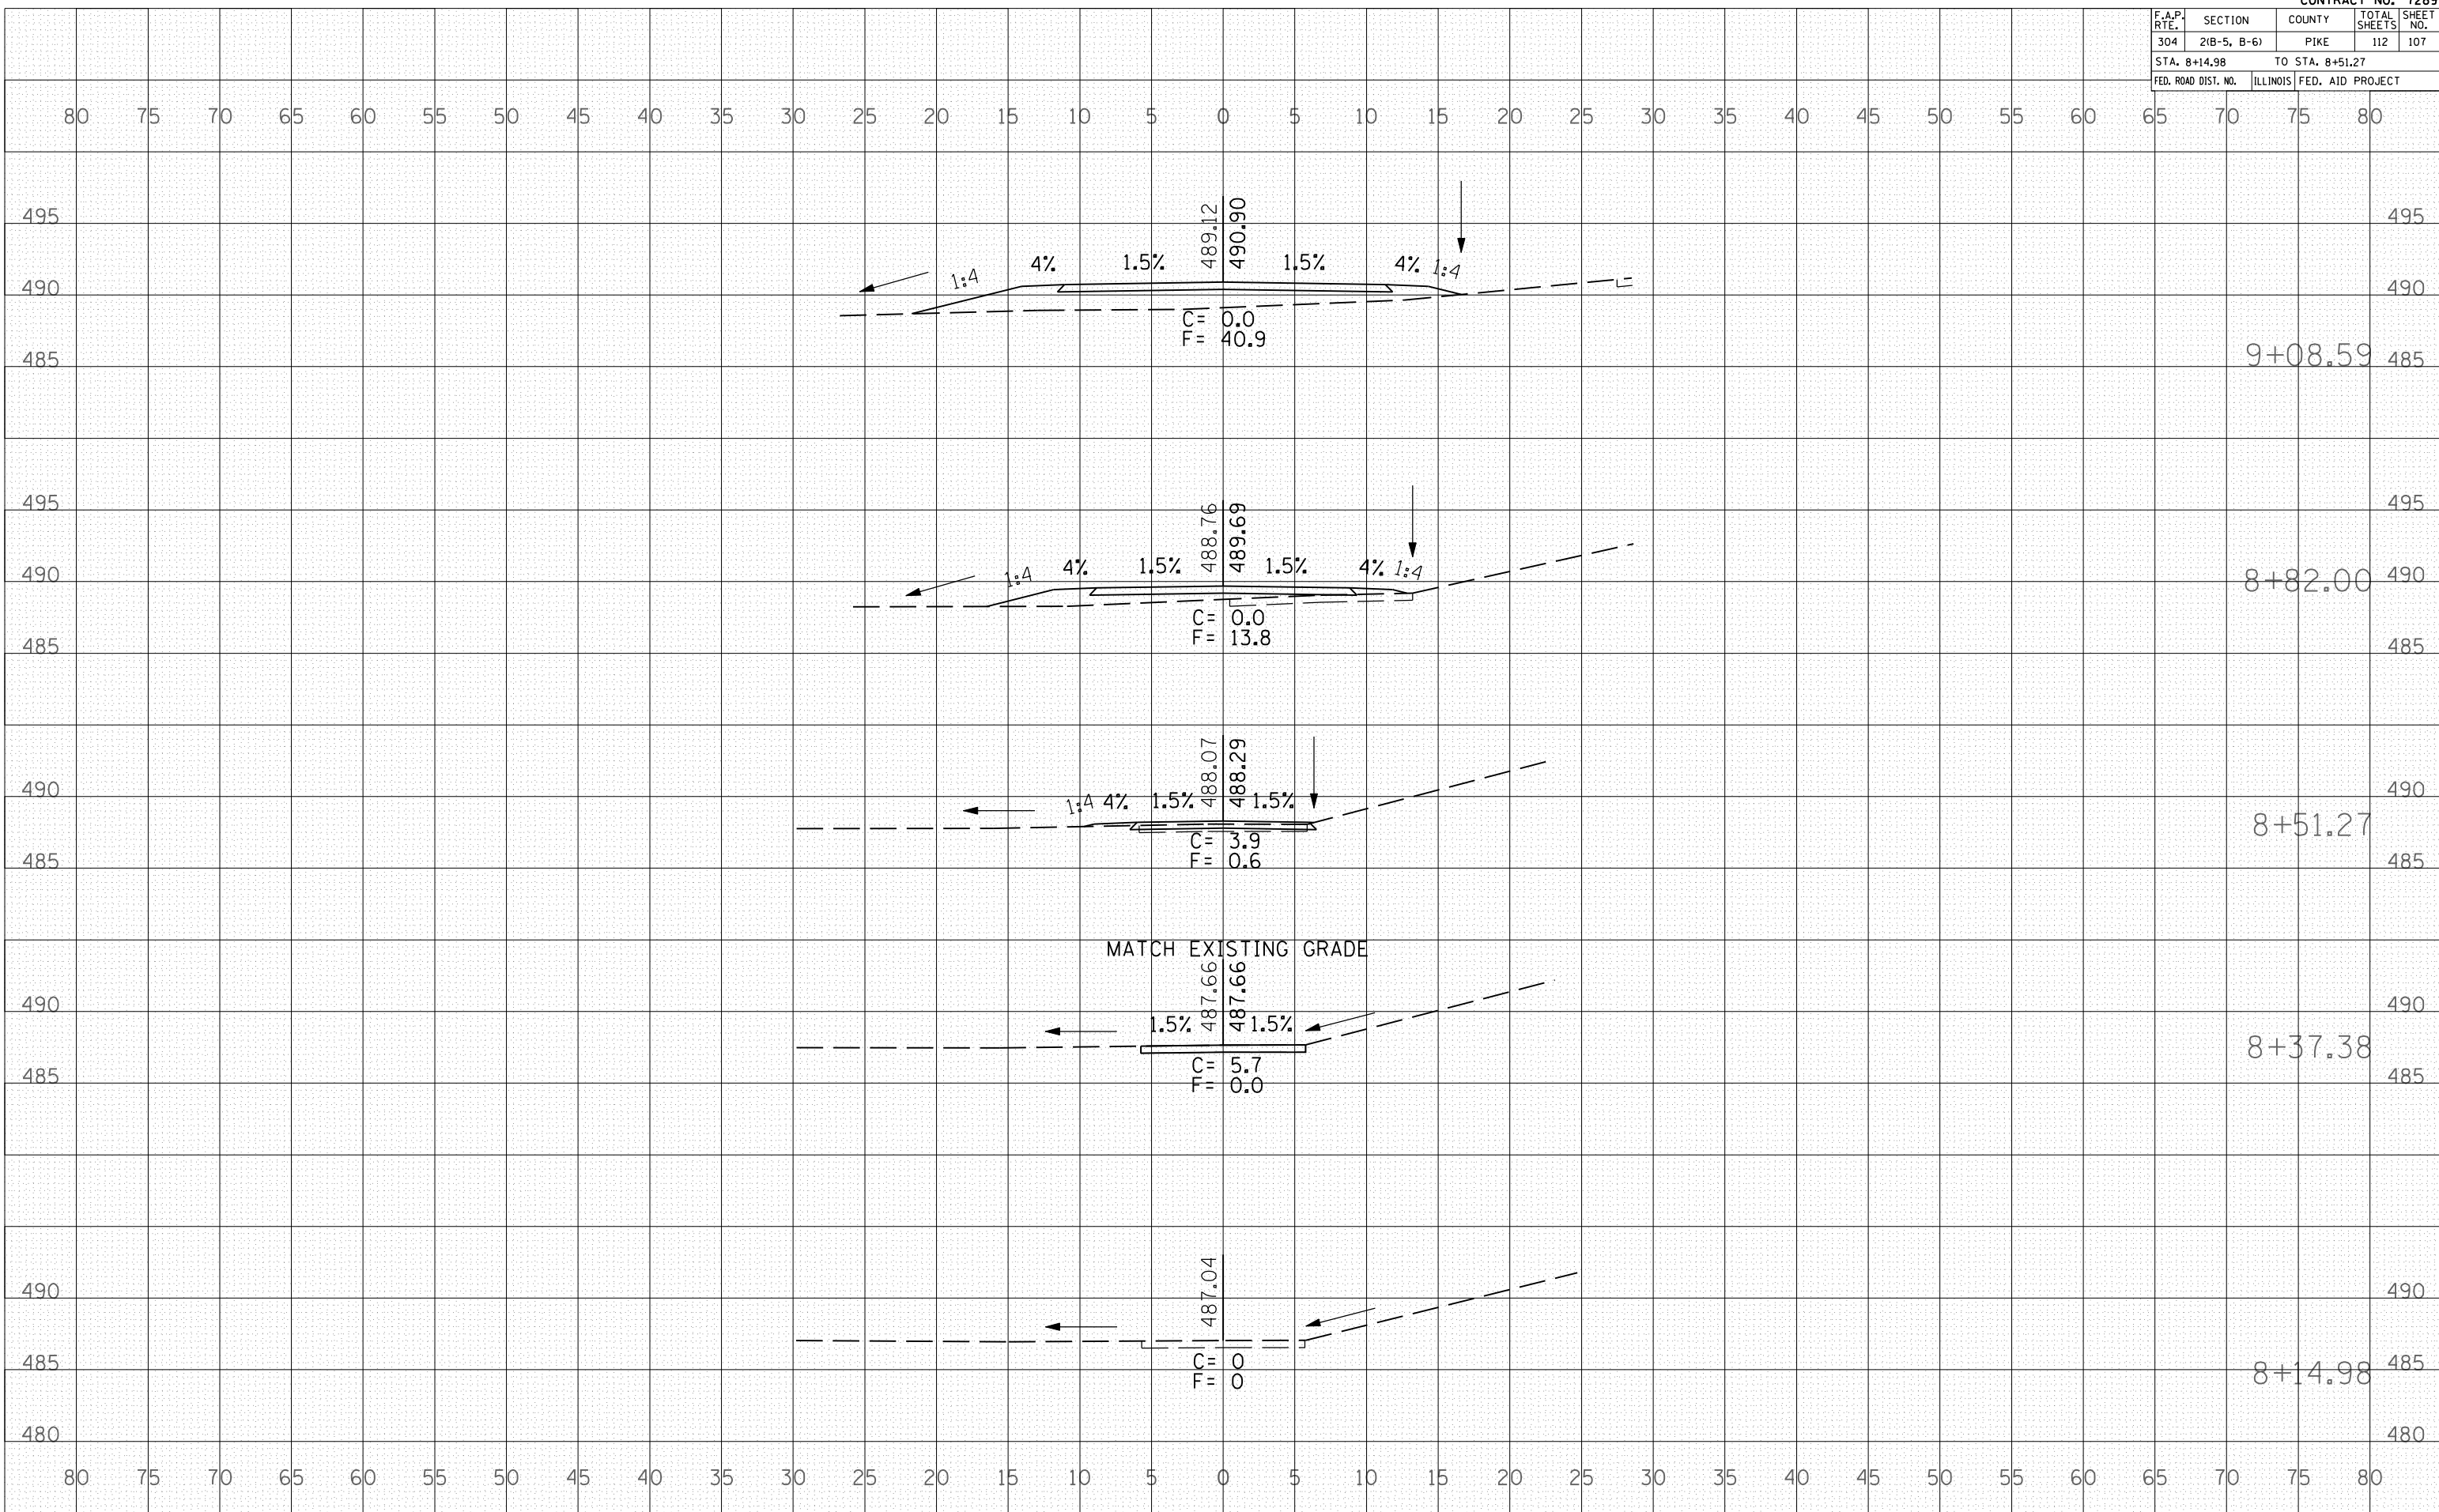 CONTRACT NO.
F.A.P. RTE. SECTION COUNTY TOTAL SHEETS SHEET NO.
304 2(B-5, B-6) PIKE 112 107
STA. 8+14.98 TO STA. 8+51.27
FED. ROAD DIST. NO. ILLINOIS FED. AID PROJECT
80 75 70 65 60 55 50 45 40 35 30 25 20 15 10 5 0 5 10 15 20 25 30 35 40 45 50 55 60 65 70 75 80
489.12
490.90
495 495
1:4 4% 1.5% 1.5% 4% 1:4
490 490
C= 0.0
F= 40.9
9+08.59
485 485
488.76
489.69
495 495
1:4 4% 1.5% 1.5% 4% 1:4
490 8+82.00 490
C= 0.0
F= 13.8
485 485
488.07
488.29
490 490
1:4 4% 1.5% 1.5%
8+51.27
C= 3.9
F= 0.6
485 485
MATCH EXISTING GRADE
487.66
487.66
490 490
1.5% 1.5%
8+37.38
C= 5.7
F= 0.0
485 485
487.04
490 490
C= 0
F= 0
485 485
8+14.98
480 480
80 75 70 65 60 55 50 45 40 35 30 25 20 15 10 5 0 5 10 15 20 25 30 35 40 45 50 55 60 65 70 75 80